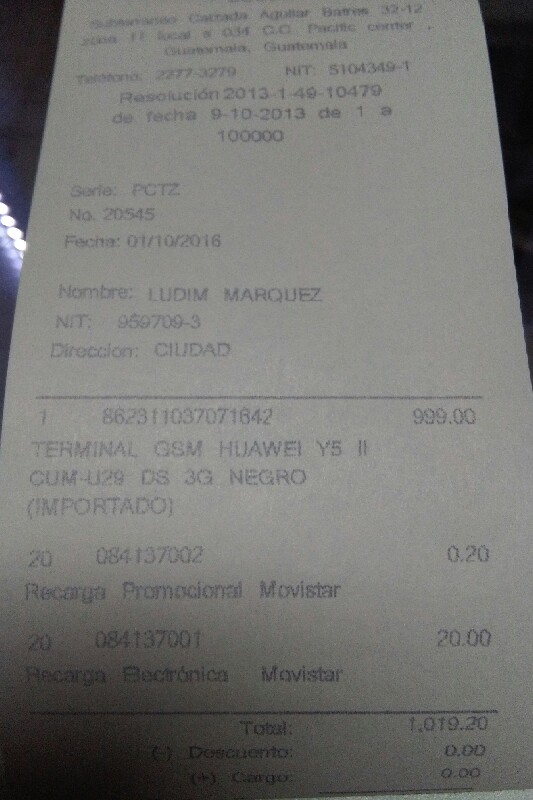 Subterraneo Calzada Aguilar Batres 32-12
zona 11 local s 034 C.C. Pacific center ,
Guatemala, Guatemala
Teléfono: 2377-3279 NIT: 5104349-1
Resolución 2013-1-49-10479
de fecha 9-10-2013 de 1 a
100000
Serie: PCTZ
No. 20545
Fecha: 01/10/2016
Nombre: LUDIM MARQUEZ
NIT: 959709-3
Direccion: CIUDAD
1 862311037071642 999.00
TERMINAL GSM HUAWEI Y5 II
CUM-U29 DS 3G NEGRO
(IMPORTADO)
20 084137002 0.20
Recarga Promocional Movistar
20 084137001 20.00
Recarga Electrónica Movistar
Total: 1,019.20
(-) Descuento: 0.00
(+) Cargo: 0.00